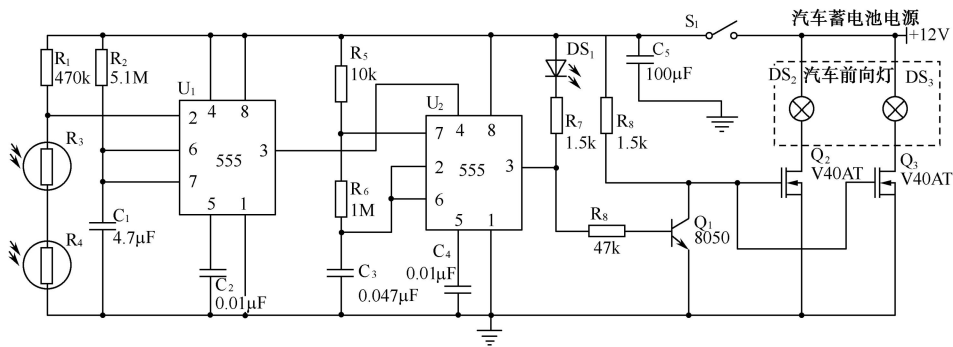 S₁
汽车蓄电池电源
+12V
R₁
470k
R₂
5.1M
R₅
10k
DS₁
C₅
100μF
DS₂
汽车前向灯
DS₃
U₁
4
8
2
6
7
3
555
5
1
U₂
4
8
7
2
6
3
555
5
1
R₇
1.5k
R₈
1.5k
R₃
R₄
R₆
1M
Q₂
V40AT
Q₃
V40AT
C₁
4.7μF
C₂
0.01μF
C₃
0.047μF
C₄
0.01μF
R₈
47k
Q₁
8050